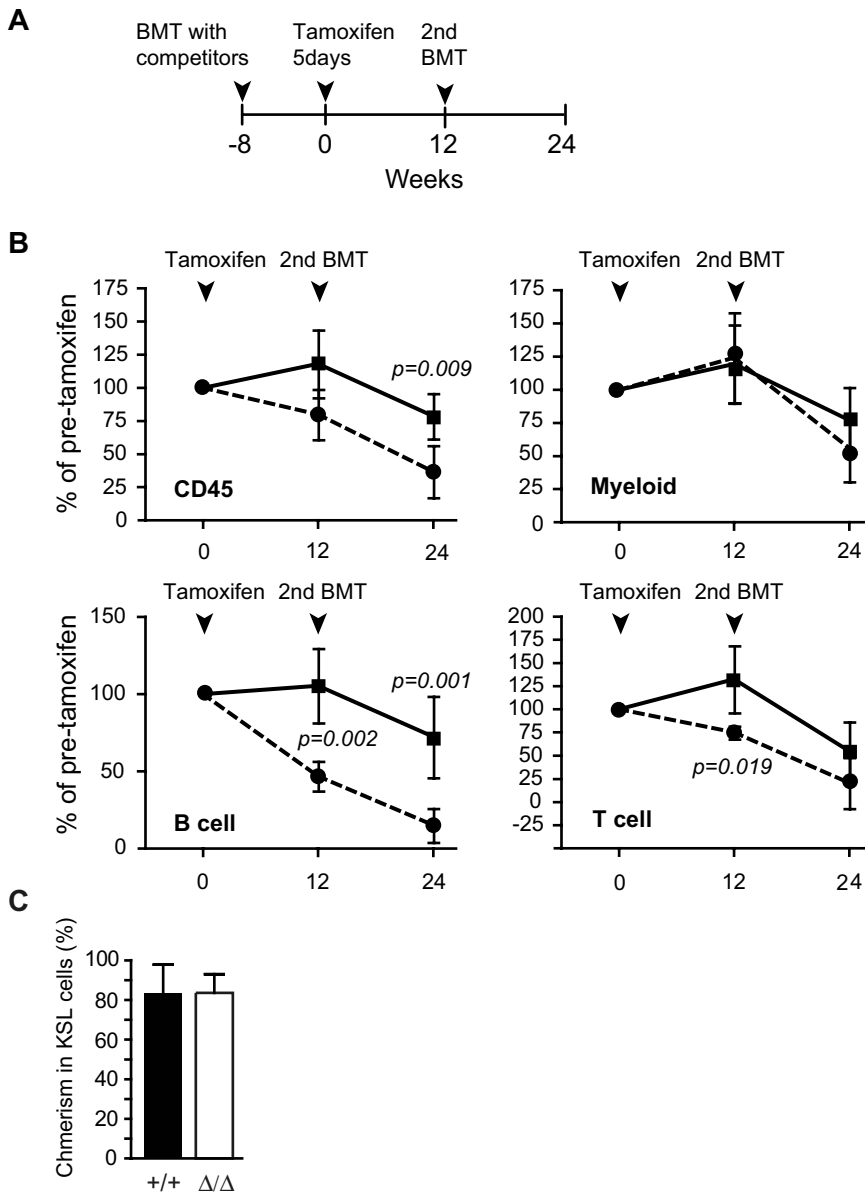 A
BMT with
competitors
Tamoxifen
5days
2nd
BMT
-8
0
12
24
Weeks
B
Tamoxifen
2nd BMT
% of pre-tamoxifen
175
150
125
100
75
50
25
0
p=0.009
CD45
0
12
24
Tamoxifen
2nd BMT
175
150
125
100
75
50
25
0
Myeloid
0
12
24
Tamoxifen
2nd BMT
% of pre-tamoxifen
150
100
50
0
p=0.001
p=0.002
B cell
0
12
24
Tamoxifen
2nd BMT
200
175
150
125
100
75
50
25
0
-25
p=0.019
T cell
0
12
24
C
Chmerism in KSL cells (%)
100
80
60
40
20
0
+/+
Δ/Δ